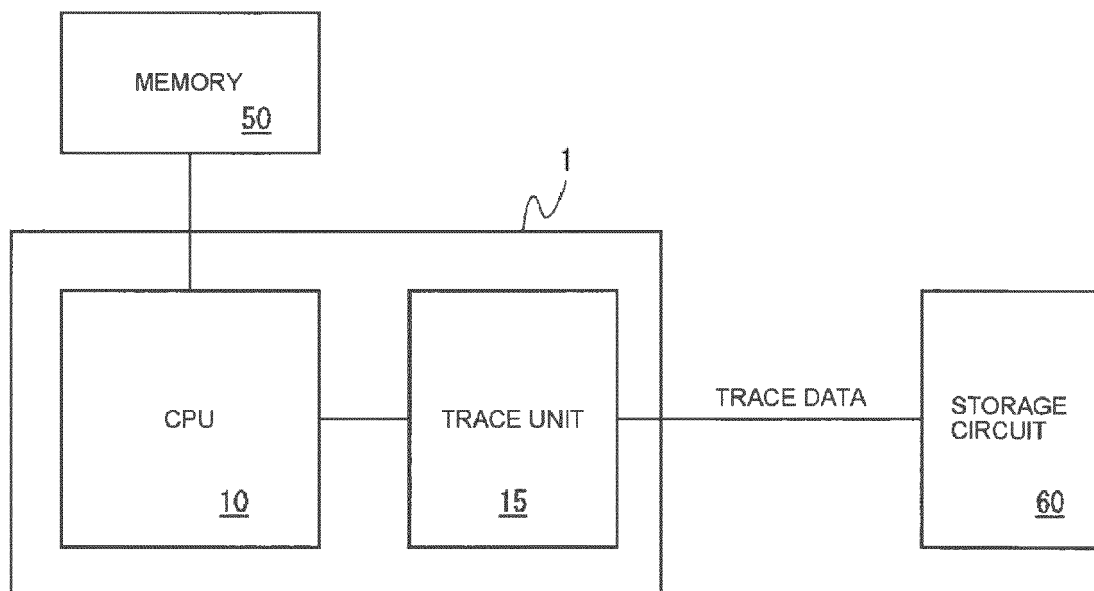 MEMORY
50
1
CPU
10
TRACE UNIT
15
TRACE DATA
STORAGE
CIRCUIT
60